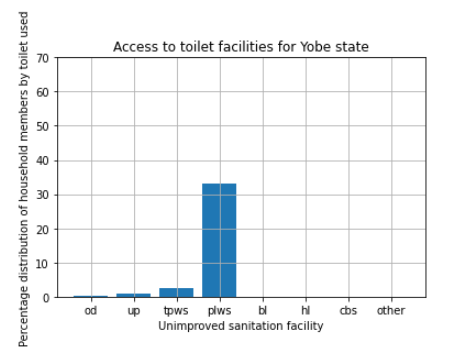 Access to toilet facilities for Yobe state
Percentage distribution of household members by toilet used
70
60
50
40
30
20
10
0
od up tpws plws bl hl cbs other
Unimproved sanitation facility